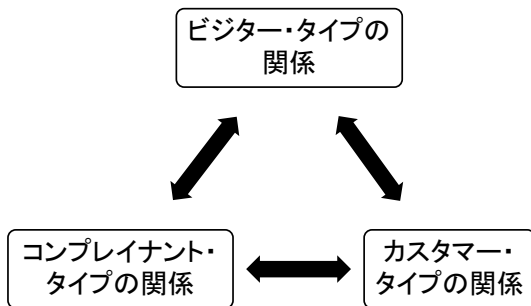 ビジター・タイプの
関係
コンプレイナント・
タイプの関係
カスタマー・
タイプの関係